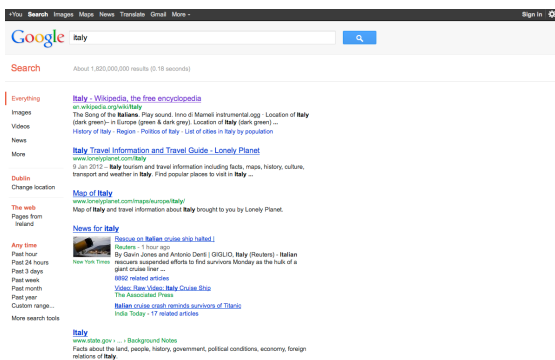 +You Search Images Maps News Translate Gmail More
Sign In
Google
italy
Search
About 1,820,000,000 results (0.18 seconds)
Everything
Images
Videos
News
More
Dublin
Change location
The web
Pages from
Ireland
Any time
Past hour
Past 24 hours
Past 3 days
Past week
Past month
Past year
Custom range...
More search tools
Italy - Wikipedia, the free encyclopedia
en.wikipedia.org/wiki/Italy
The Song of the Italians. Play sound. Inno di Mameli instrumental.ogg · Location of Italy
(dark green)– in Europe (green & dark grey). Location of Italy (dark green) ...
History of Italy - Region - Politics of Italy - List of cities in Italy by population
Italy Travel Information and Travel Guide - Lonely Planet
www.lonelyplanet.com/italy
9 Jan 2012 – Italy tourism and travel information including facts, maps, history, culture,
transport and weather in Italy. Find popular places to visit in Italy ...
Map of Italy
www.lonelyplanet.com/maps/europe/italy/
Map of Italy and travel information about Italy brought to you by Lonely Planet.
News for italy
New York Times
Rescue on Italian cruise ship halted |
Reuters - 1 hour ago
By Gavin Jones and Antonio Denti | GIGLIO, Italy (Reuters) - Italian
rescuers suspended efforts to find survivors Monday as the hulk of a
giant cruise liner ...
8892 related articles
Video: Raw Video: Italy Cruise Ship
The Associated Press
Italian cruise crash reminds survivors of Titanic
India Today - 17 related articles
Italy
www.state.gov › ... › Background Notes
Facts about the land, people, history, government, political conditions, economy, foreign
relations of Italy.